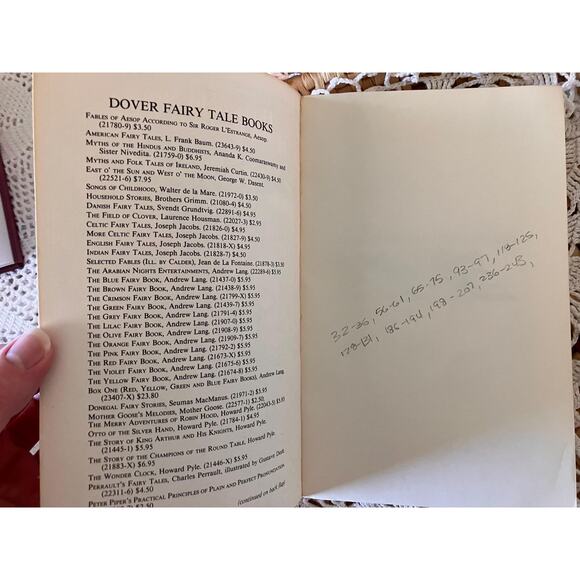 DOVER FAIRY TALE BOOKS
FABLES OF AESOP ACCORDING TO SIR ROGER L'ESTRANGE, Aesop.
(21780-9) $3.50
AMERICAN FAIRY TALES, L. Frank Baum. (23643-9) $4.50
MYTHS OF THE HINDUS AND BUDDHISTS, Ananda K. Coomaraswamy and
Sister Nivedita. (21759-0) $6.95
MYTHS AND FOLK TALES OF IRELAND, Jeremiah Curtin. (22430-9) $4.50
EAST O' THE SUN AND WEST O' THE MOON, George W. Dasent.
(22521-6) $7.95
SONGS OF CHILDHOOD, Walter de la Mare. (21972-0) $3.50
HOUSEHOLD STORIES, Brothers Grimm. (21080-4) $4.50
DANISH FAIRY TALES, Svendt Grundtvig. (22891-6) $4.95
THE FIELD OF CLOVER, Laurence Housman. (22027-3) $2.95
CELTIC FAIRY TALES, Joseph Jacobs. (21826-0) $4.95
MORE CELTIC FAIRY TALES, Joseph Jacobs. (21827-9) $4.50
ENGLISH FAIRY TALES, Joseph Jacobs. (21818-X) $4.95
INDIAN FAIRY TALES, Joseph Jacobs. (21828-7) $4.50
SELECTED FABLES (ILL. BY CALDER), Jean de La Fontaine. (21878-3) $3.50
THE ARABIAN NIGHTS ENTERTAINMENTS, Andrew Lang. (22289-6) $5.95
THE BLUE FAIRY BOOK, Andrew Lang. (21437-0) $5.95
THE BROWN FAIRY BOOK, Andrew Lang. (21438-9) $5.95
THE CRIMSON FAIRY BOOK, Andrew Lang. (21799-X) $5.95
THE GREEN FAIRY BOOK, Andrew Lang. (21439-7) $5.95
THE GREY FAIRY BOOK, Andrew Lang. (21791-4) $5.95
THE LILAC FAIRY BOOK, Andrew Lang. (21907-0) $5.95
THE OLIVE FAIRY BOOK, Andrew Lang. (21908-9) $5.95
THE ORANGE FAIRY BOOK, Andrew Lang. (21909-7) $5.95
THE PINK FAIRY BOOK, Andrew Lang. (21792-2) $5.95
THE RED FAIRY BOOK, Andrew Lang. (21673-X) $5.95
THE VIOLET FAIRY BOOK, Andrew Lang. (21675-6) $5.95
THE YELLOW FAIRY BOOK, Andrew Lang. (21674-8) $5.95
BOX ONE (RED, YELLOW, GREEN AND BLUE FAIRY BOOKS), Andrew Lang.
(23407-X) $23.80
DONEGAL FAIRY STORIES, Seumas MacManus. (21971-2) $4.50
MOTHER GOOSE'S MELODIES, Mother Goose. (22577-1) $2.50
THE MERRY ADVENTURES OF ROBIN HOOD, Howard Pyle. (22043-5) $5.95
OTTO OF THE SILVER HAND, Howard Pyle. (21784-1) $4.95
THE STORY OF KING ARTHUR AND HIS KNIGHTS, Howard Pyle.
(21445-1) $5.95
THE STORY OF THE CHAMPIONS OF THE ROUND TABLE, Howard Pyle.
(21883-X) $6.95
THE WONDER CLOCK, Howard Pyle. (21446-X) $5.95
PERRAULT'S FAIRY TALES, Charles Perrault, illustrated by Gustave Doré.
(22311-6) $4.50
PETER PIPER'S PRACTICAL PRINCIPLES OF PLAIN AND PERFECT PRONUNCIATION
(continued on back flap)
32-36, 56-61, 65-75, 93-97, 118-125,
128-131, 186-194, 198-207, 236-243,